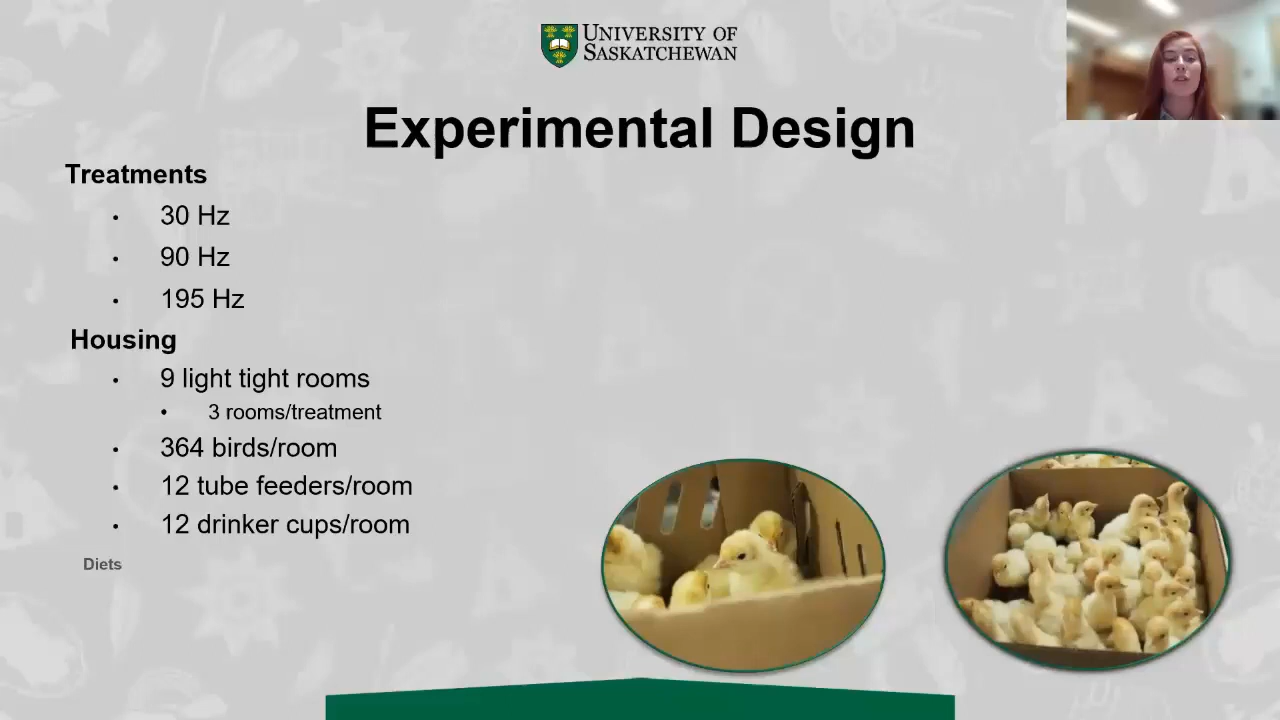 UNIVERSITY OF
SASKATCHEWAN
Experimental Design
Treatments
• 30 Hz
• 90 Hz
• 195 Hz
Housing
• 9 light tight rooms
• 3 rooms/treatment
• 364 birds/room
• 12 tube feeders/room
• 12 drinker cups/room
Diets